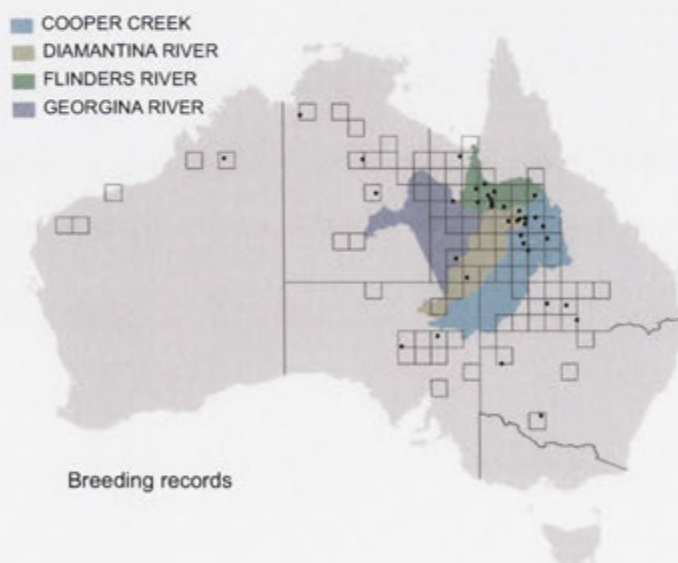 COOPER CREEK
DIAMANTINA RIVER
FLINDERS RIVER
GEORGINA RIVER
Breeding records